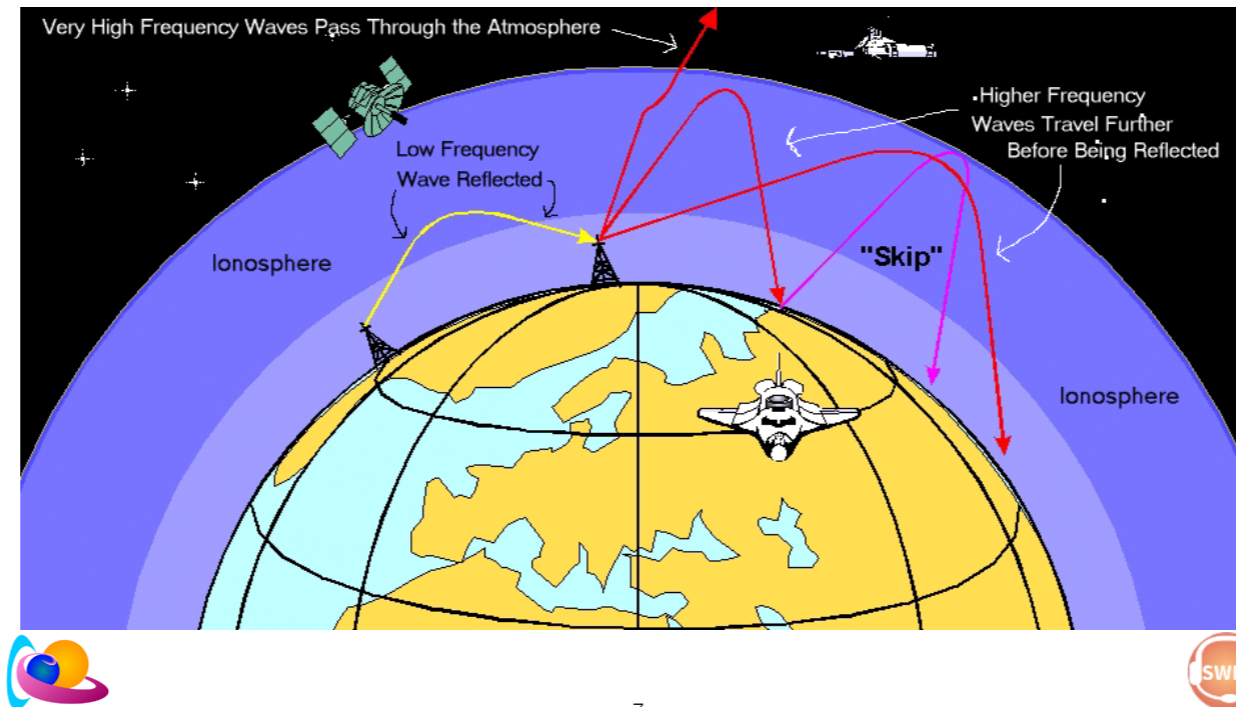 Very High Frequency Waves Pass Through the Atmosphere
Higher Frequency
Waves Travel Further
Before Being Reflected
Low Frequency
Wave Reflected
Ionosphere
"Skip"
Ionosphere